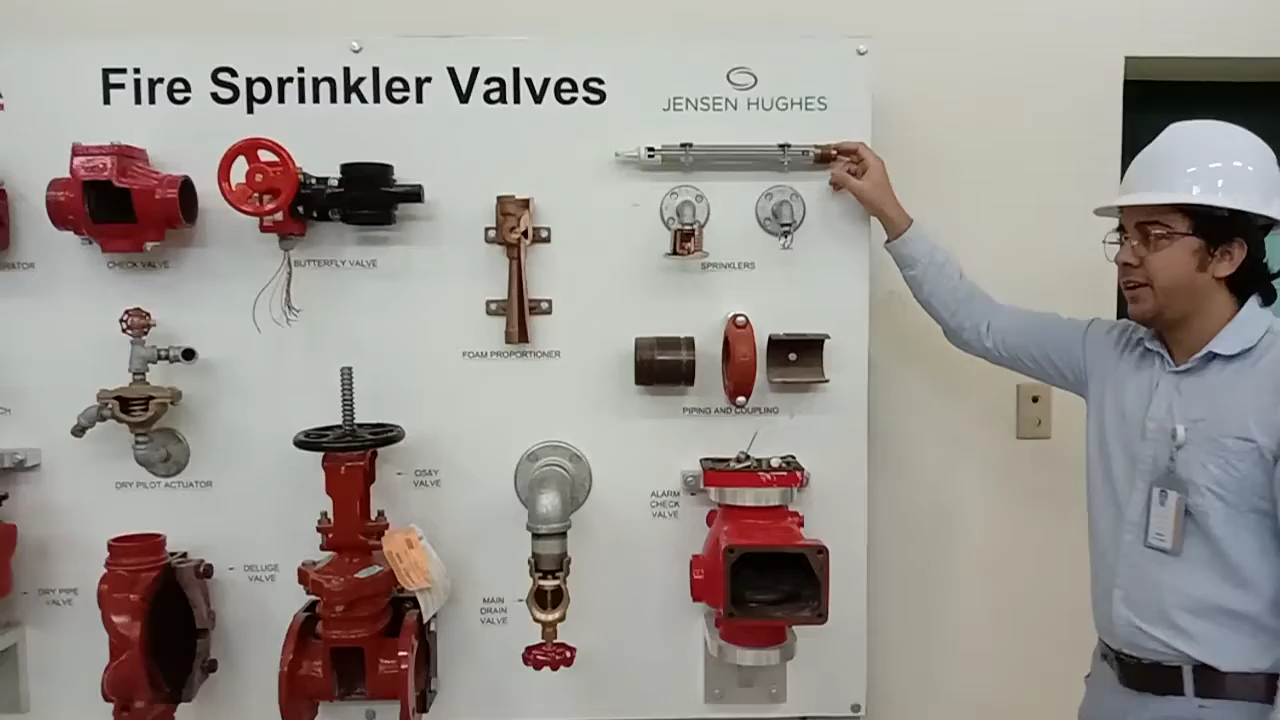 Fire Sprinkler Valves
JENSEN HUGHES
CHECK VALVE
BUTTERFLY VALVE
SPRINKLERS
FOAM PROPORTIONER
PIPING AND COUPLING
DRY PILOT ACTUATOR
OS&Y
VALVE
ALARM
CHECK
VALVE
DELUGE
VALVE
DRY PIPE
VALVE
MAIN
DRAIN
VALVE